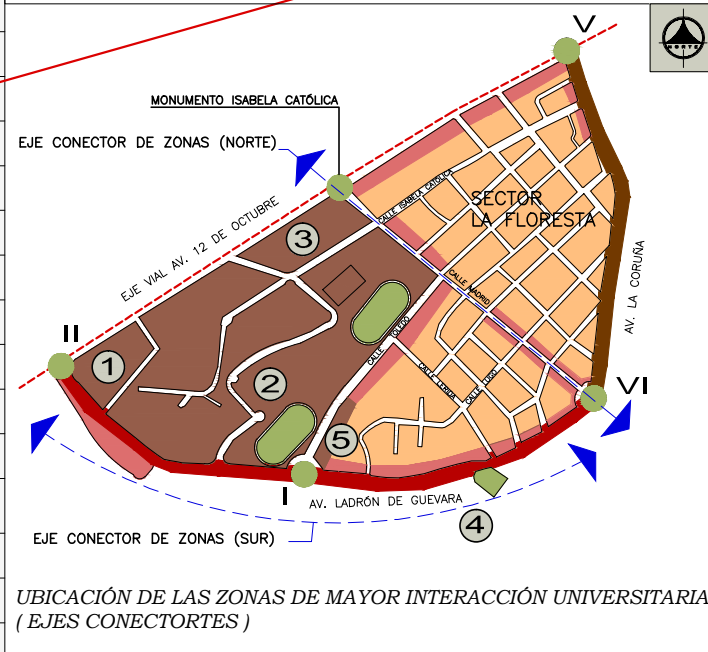 V
NORTE
MONUMENTO ISABELA CATÓLICA
EJE CONECTOR DE ZONAS (NORTE)
CALLE ISABELA CATÓLICA
SECTOR
LA FLORESTA
EJE VIAL AV. 12 DE OCTUBRE
3
CALLE MADRID
AV. LA CORUÑA
II
CALLE TOLEDO
1
2
CALLE LERIDA
CALLE LUGO
VI
5
I
AV. LADRÓN DE GUEVARA
4
EJE CONECTOR DE ZONAS (SUR)
UBICACIÓN DE LAS ZONAS DE MAYOR INTERACCIÓN UNIVERSITARIA
( EJES CONECTORTES )